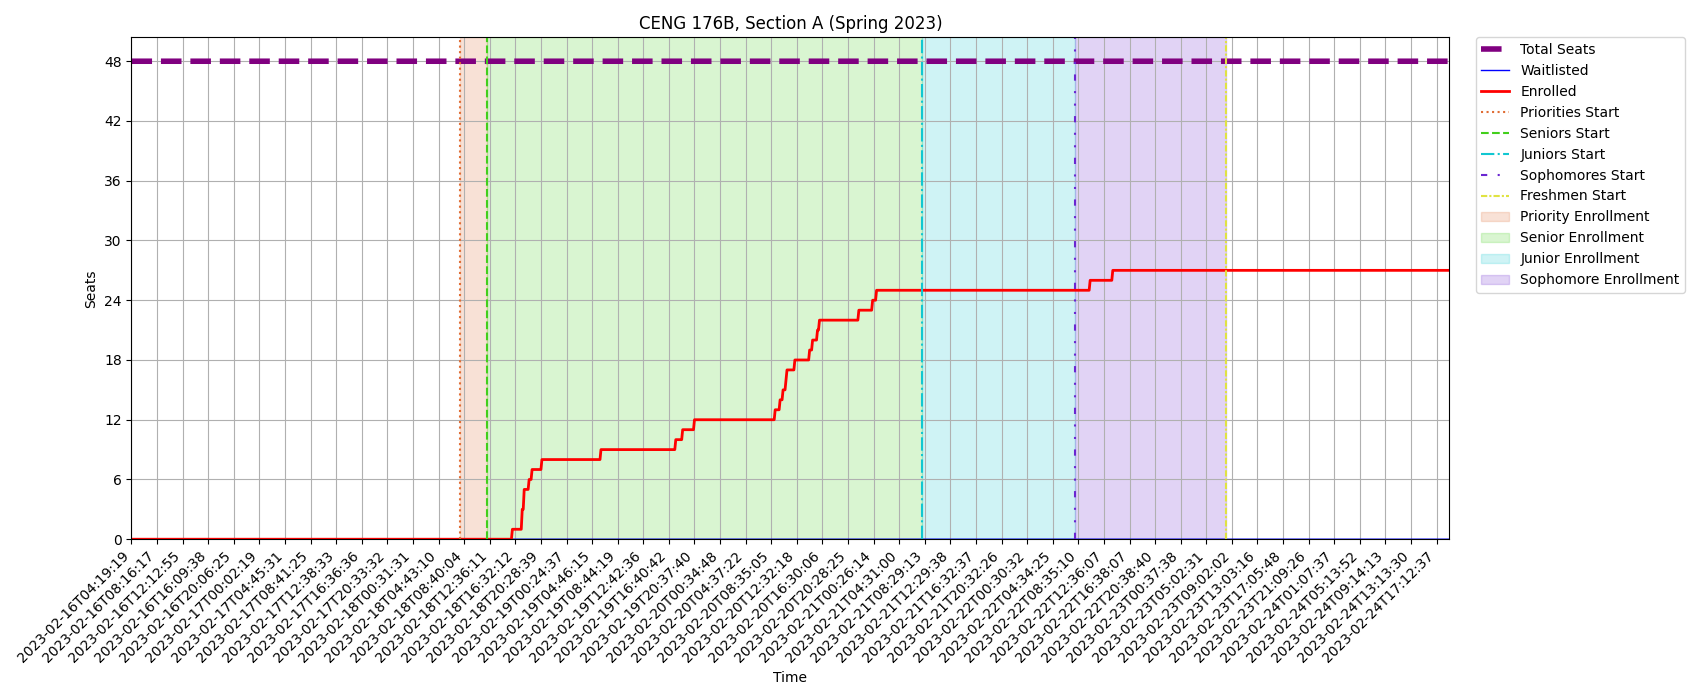 CENG 176B, Section A (Spring 2023)
Total Seats
Waitlisted
Enrolled
Priorities Start
Seniors Start
Juniors Start
Sophomores Start
Freshmen Start
Priority Enrollment
Senior Enrollment
Junior Enrollment
Sophomore Enrollment
Seats
48
42
36
30
24
18
12
6
0
2023-02-16T04:19:19
2023-02-16T08:16:17
2023-02-16T12:12:55
2023-02-16T16:09:38
2023-02-16T20:06:25
2023-02-17T00:02:19
2023-02-17T04:45:31
2023-02-17T08:41:25
2023-02-17T12:38:33
2023-02-17T16:36:36
2023-02-17T20:33:32
2023-02-18T00:31:31
2023-02-18T04:43:10
2023-02-18T08:40:04
2023-02-18T12:36:11
2023-02-18T16:32:12
2023-02-18T20:28:39
2023-02-19T00:24:37
2023-02-19T04:46:15
2023-02-19T08:44:19
2023-02-19T12:42:36
2023-02-19T16:40:42
2023-02-19T20:37:40
2023-02-20T00:34:48
2023-02-20T04:37:22
2023-02-20T08:35:05
2023-02-20T12:32:18
2023-02-20T16:30:06
2023-02-20T20:28:25
2023-02-21T00:26:14
2023-02-21T04:31:00
2023-02-21T08:29:13
2023-02-21T12:29:38
2023-02-21T16:32:37
2023-02-21T20:32:26
2023-02-22T00:30:32
2023-02-22T04:34:25
2023-02-22T08:35:10
2023-02-22T12:36:07
2023-02-22T16:38:07
2023-02-22T20:38:40
2023-02-23T00:37:38
2023-02-23T05:02:31
2023-02-23T09:02:02
2023-02-23T13:03:16
2023-02-23T17:05:48
2023-02-23T21:09:26
2023-02-24T01:07:37
2023-02-24T05:13:52
2023-02-24T09:14:13
2023-02-24T13:13:30
2023-02-24T17:12:37
Time